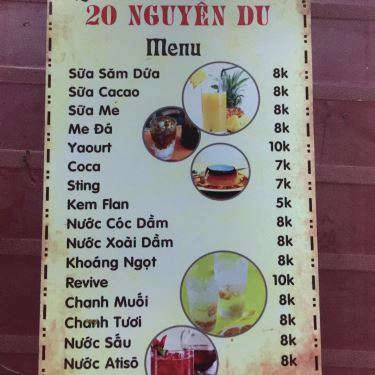 20 NGUYÊN DU
Menu
Sữa Săm Dứa 8k
Sữa Cacao 8k
Sữa Me 8k
Me Đá 8k
Yaourt 10k
Coca 7k
Sting 7k
Kem Flan 5k
Nước Cóc Dầm 8k
Nước Xoài Dầm 8k
Khoáng Ngọt 8k
Revive 10k
Chanh Muối 8k
Chanh Tươi 8k
Nước Sấu 8k
Nước Atisô 8k